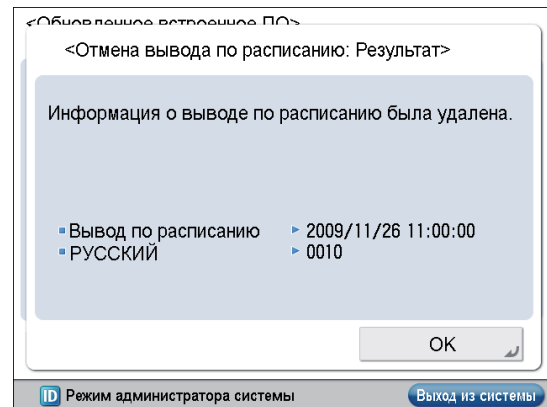 <Обновленное встроенное ПО>
<Отмена вывода по расписанию: Результат>
Информация о выводе по расписанию была удалена.
Вывод по расписанию 2009/11/26 11:00:00
РУССКИЙ 0010
OK
ID Режим администратора системы Выход из системы